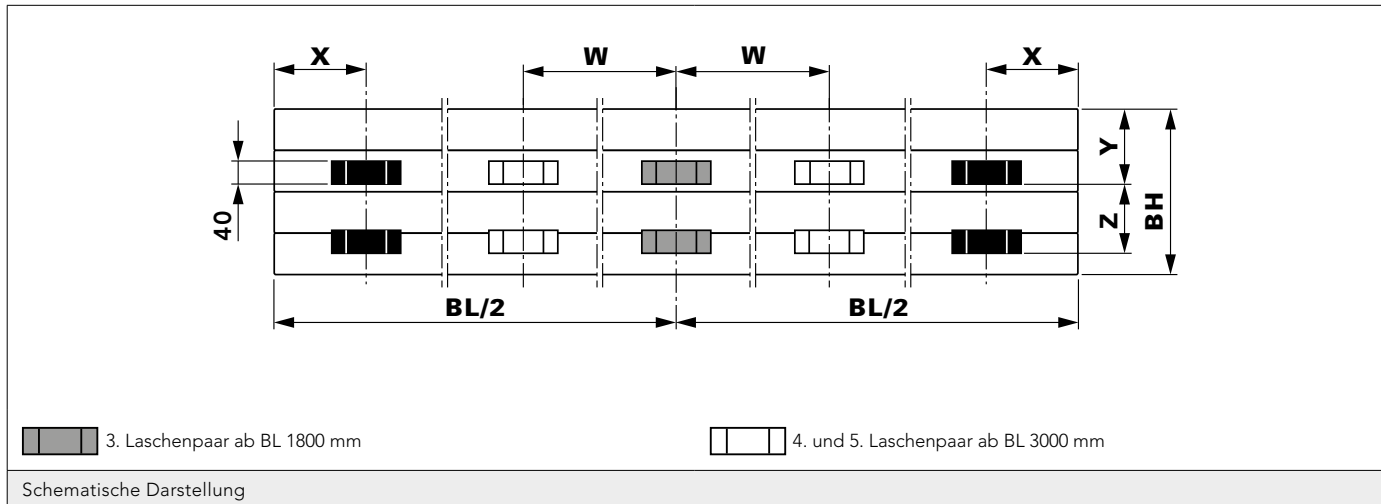 X
W
W
X
40
Y
Z
BH
BL/2
BL/2
3. Laschenpaar ab BL 1800 mm
4. und 5. Laschenpaar ab BL 3000 mm
Schematische Darstellung